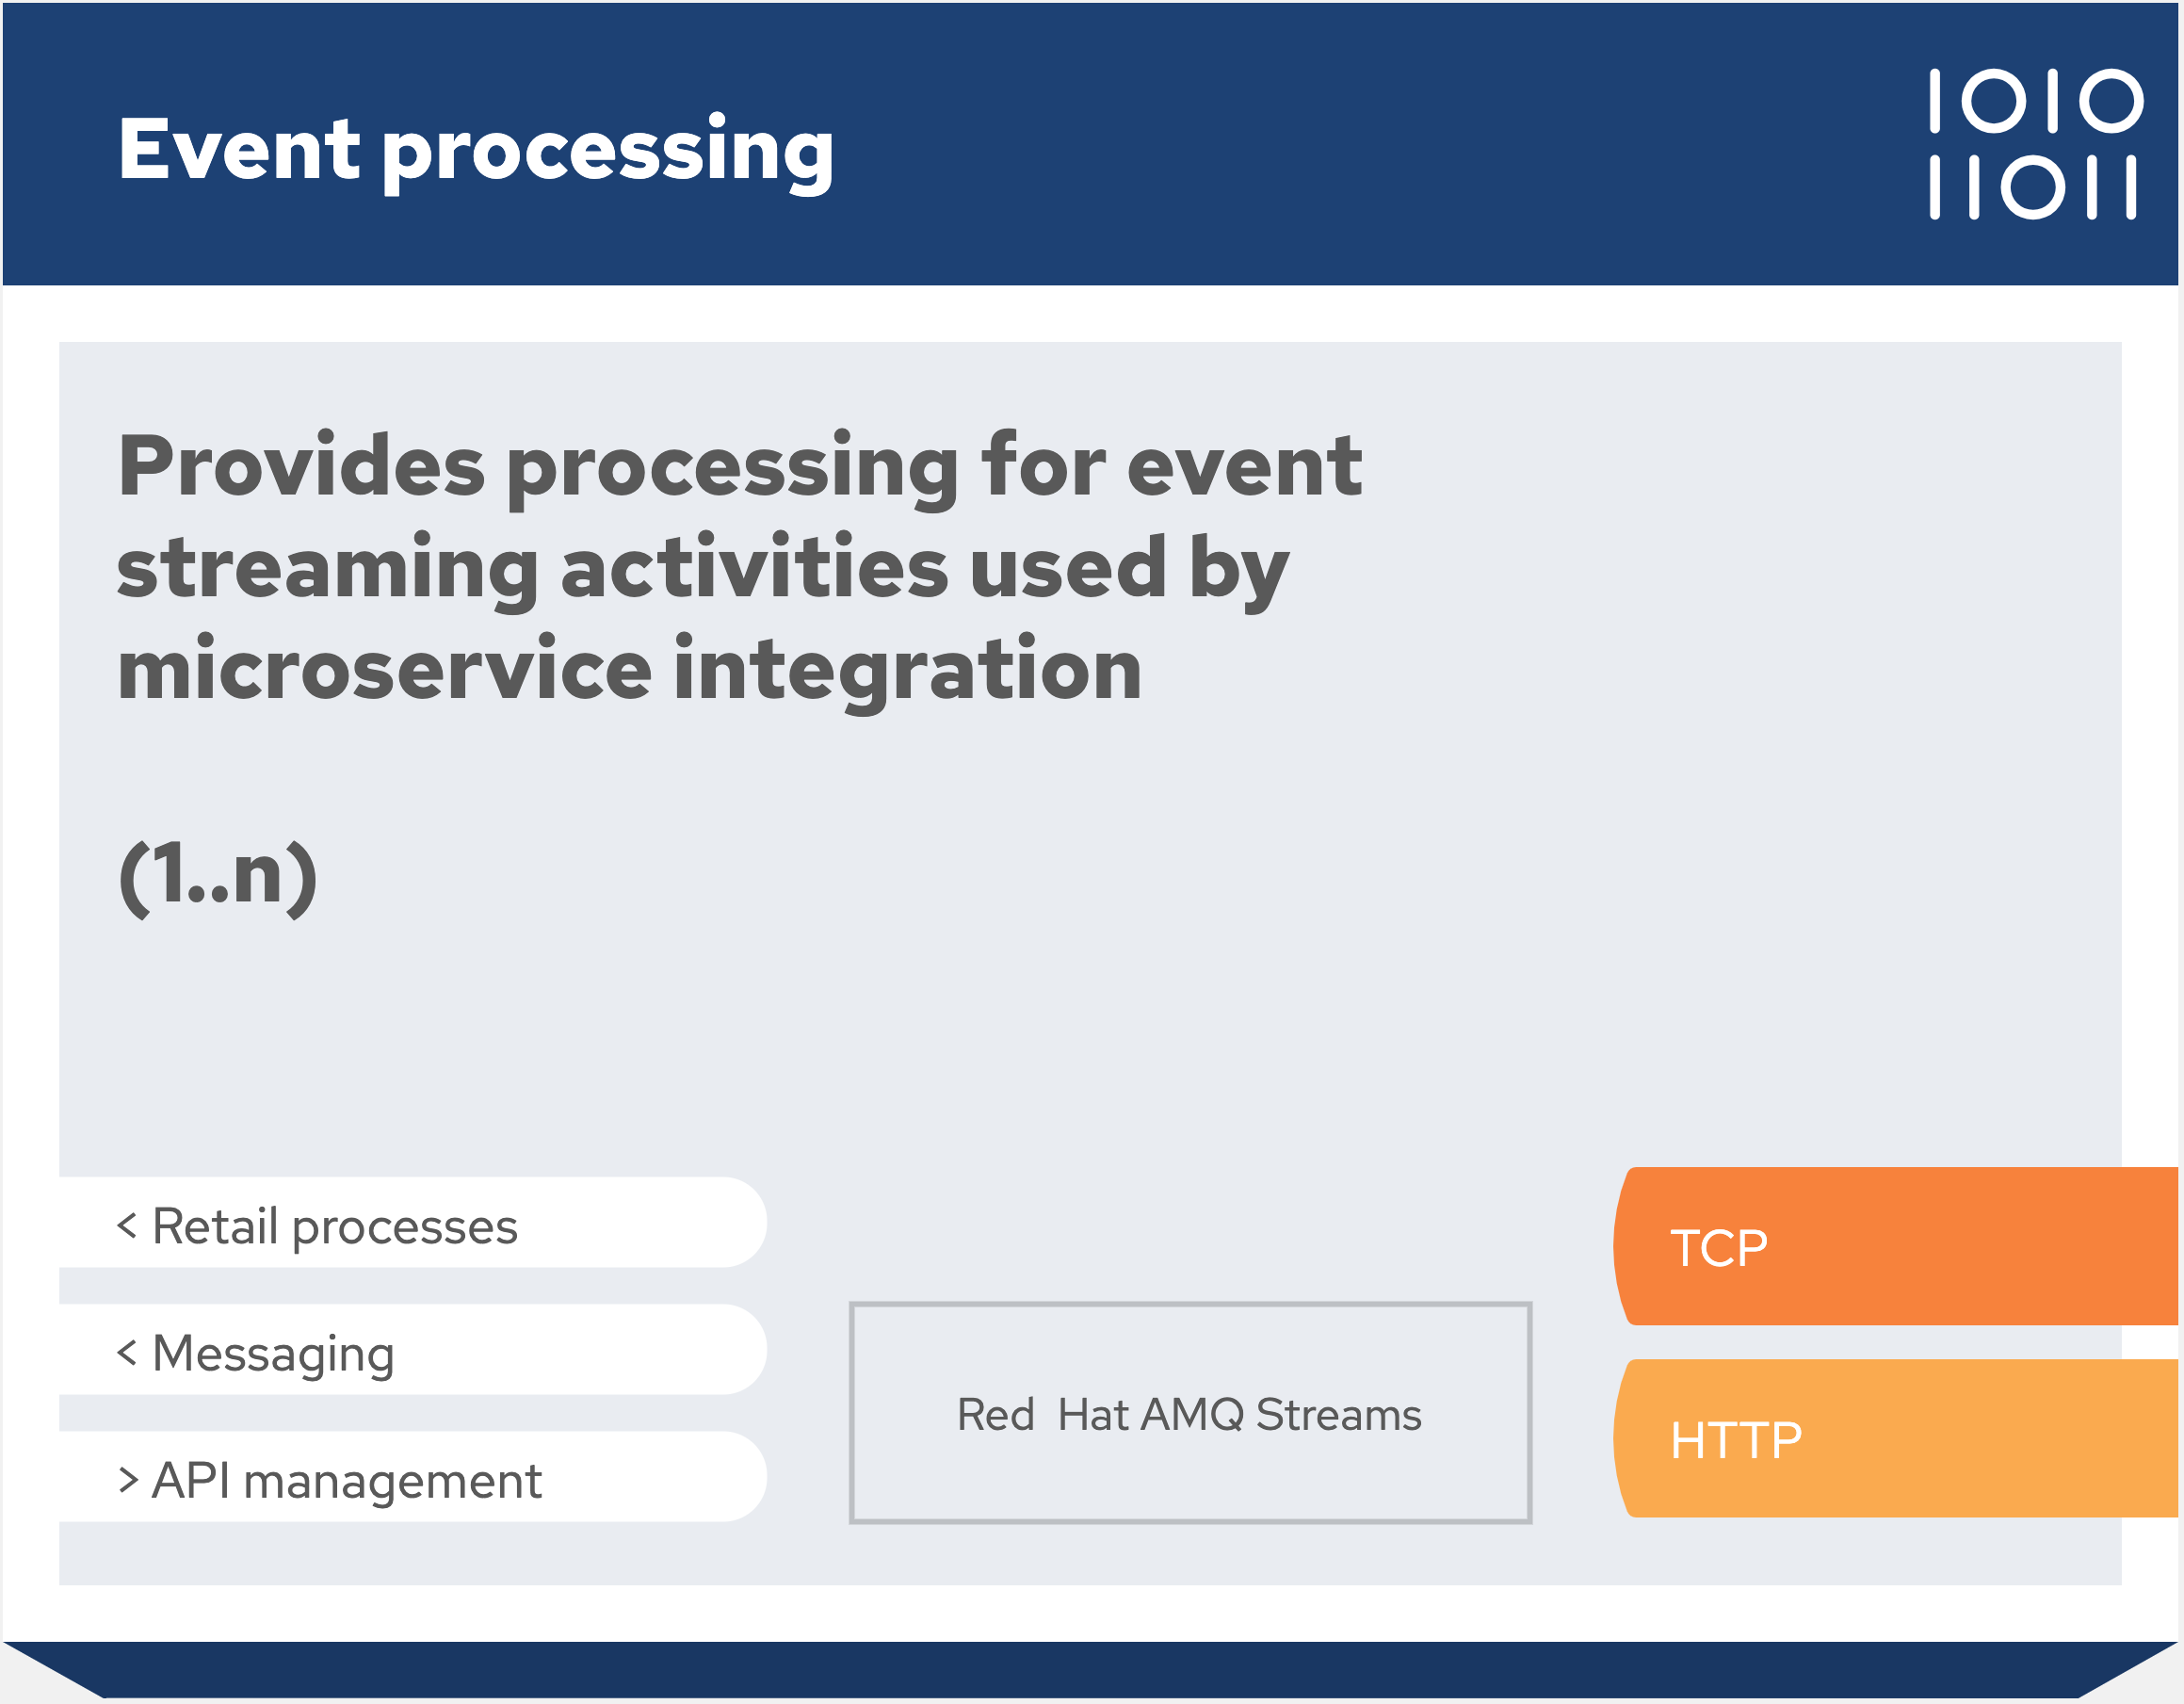 Event processing
1010
11011
Provides processing for event
streaming activities used by
microservice integration
(1..n)
< Retail processes
< Messaging
> API management
Red Hat AMQ Streams
TCP
HTTP